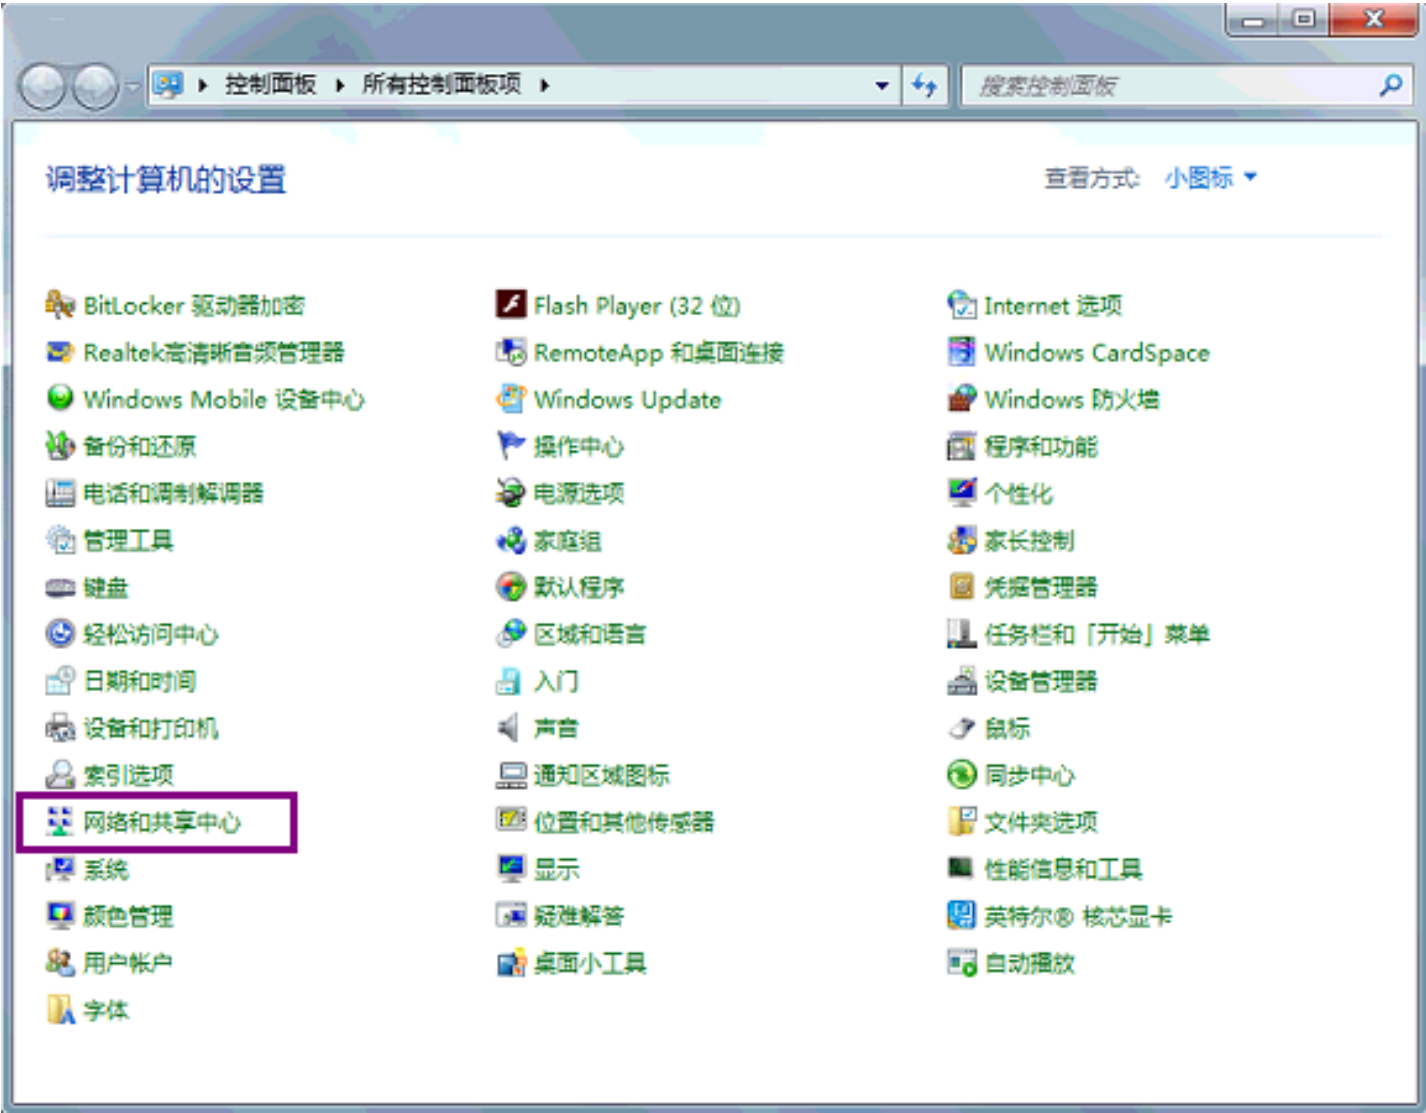 控制面板 所有控制面板项 搜索控制面板
调整计算机的设置 查看方式: 小图标
BitLocker 驱动器加密 Flash Player (32 位) Internet 选项
Realtek高清晰音频管理器 RemoteApp 和桌面连接 Windows CardSpace
Windows Mobile 设备中心 Windows Update Windows 防火墙
备份和还原 操作中心 程序和功能
电话和调制解调器 电源选项 个性化
管理工具 家庭组 家长控制
键盘 默认程序 凭据管理器
轻松访问中心 区域和语言 任务栏和「开始」菜单
日期和时间 入门 设备管理器
设备和打印机 声音 鼠标
索引选项 通知区域图标 同步中心
网络和共享中心 位置和其他传感器 文件夹选项
系统 显示 性能信息和工具
颜色管理 疑难解答 英特尔® 核芯显卡
用户帐户 桌面小工具 自动播放
字体